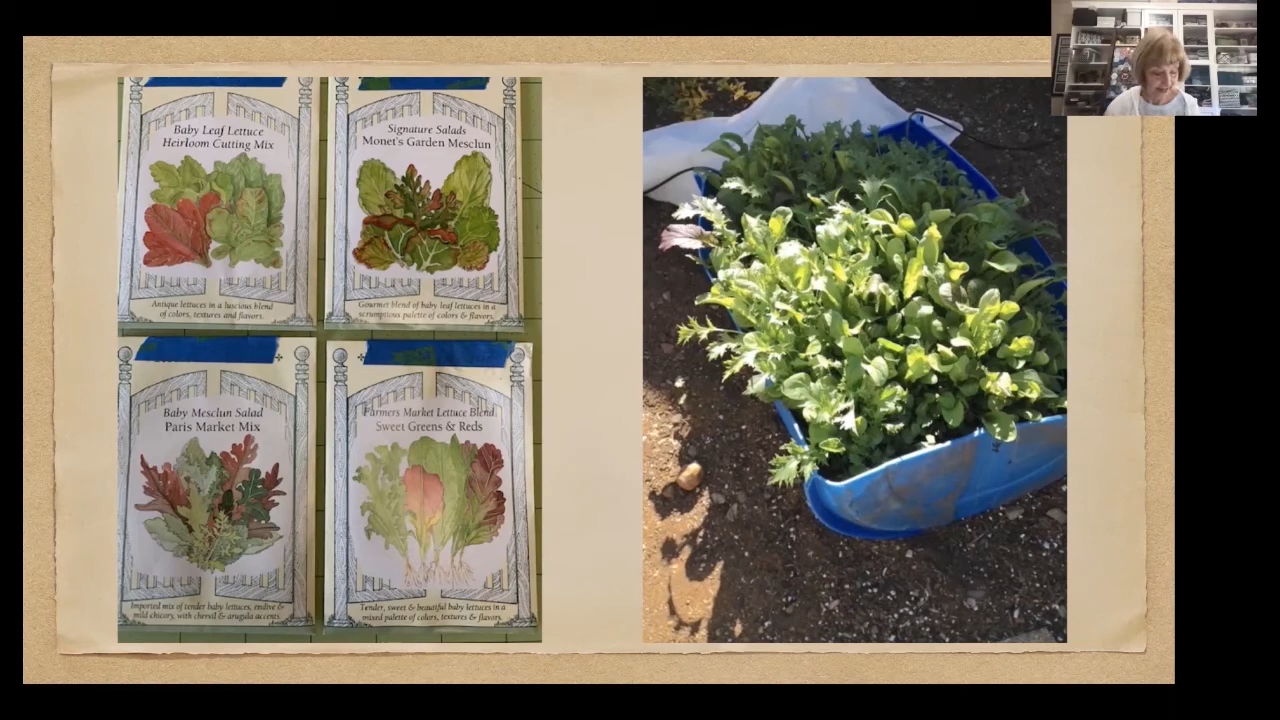 Baby Leaf Lettuce
Heirloom Cutting Mix
Antique lettuces in a luscious blend
of colors, textures and flavors.
Signature Salads
Monet's Garden Mesclun
Gourmet blend of baby leaf lettuces in a
scrumptious palette of colors & flavors.
Baby Mesclun Salad
Paris Market Mix
Imported mix of tender baby lettuces, endive &
mild chicory, with chervil & arugula accents.
Farmers Market Lettuce Blend
Sweet Greens & Reds
Tender, sweet & beautiful baby lettuces in a
mixed palette of colors, textures & flavors.